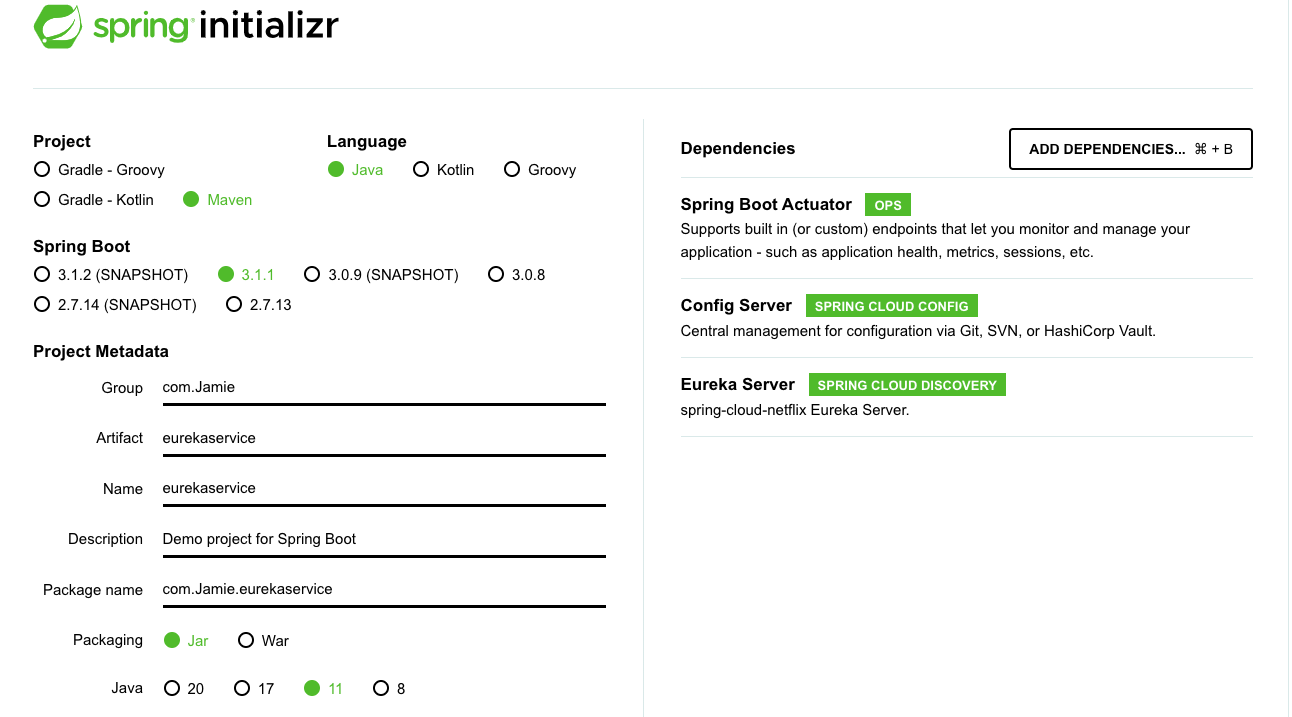 spring initializr
Project
Gradle - Groovy
Gradle - Kotlin Maven
Language
Java Kotlin Groovy
Spring Boot
3.1.2 (SNAPSHOT) 3.1.1 3.0.9 (SNAPSHOT) 3.0.8
2.7.14 (SNAPSHOT) 2.7.13
Project Metadata
Group com.Jamie
Artifact eurekaservice
Name eurekaservice
Description Demo project for Spring Boot
Package name com.Jamie.eurekaservice
Packaging Jar War
Java 20 17 11 8
Dependencies ADD DEPENDENCIES... ⌘ + B
Spring Boot Actuator OPS
Supports built in (or custom) endpoints that let you monitor and manage your
application - such as application health, metrics, sessions, etc.
Config Server SPRING CLOUD CONFIG
Central management for configuration via Git, SVN, or HashiCorp Vault.
Eureka Server SPRING CLOUD DISCOVERY
spring-cloud-netflix Eureka Server.